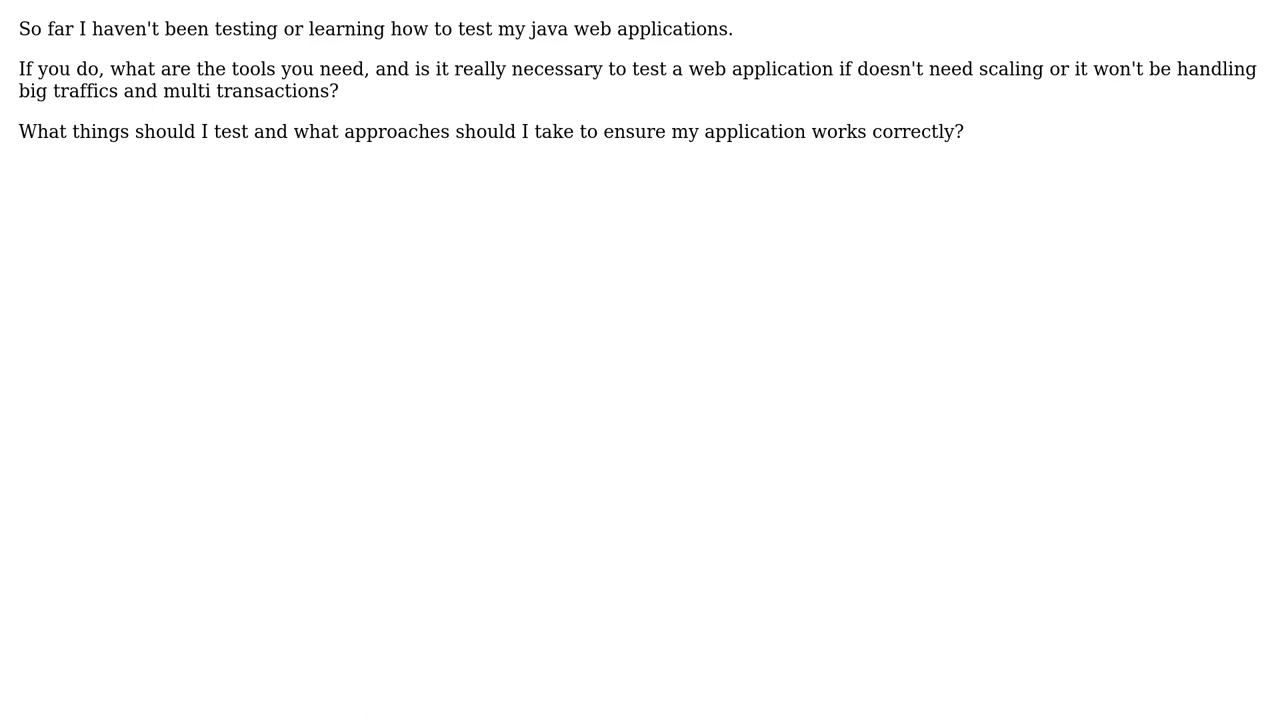 So far I haven't been testing or learning how to test my java web applications.
If you do, what are the tools you need, and is it really necessary to test a web application if doesn't need scaling or it won't be handling
big traffics and multi transactions?
What things should I test and what approaches should I take to ensure my application works correctly?